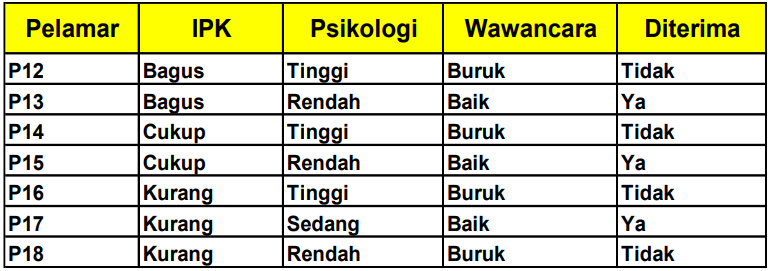 Pelamar IPK Psikologi Wawancara Diterima
P12 Bagus Tinggi Buruk Tidak
P13 Bagus Rendah Baik Ya
P14 Cukup Tinggi Buruk Tidak
P15 Cukup Rendah Baik Ya
P16 Kurang Tinggi Buruk Tidak
P17 Kurang Sedang Baik Ya
P18 Kurang Rendah Buruk Tidak